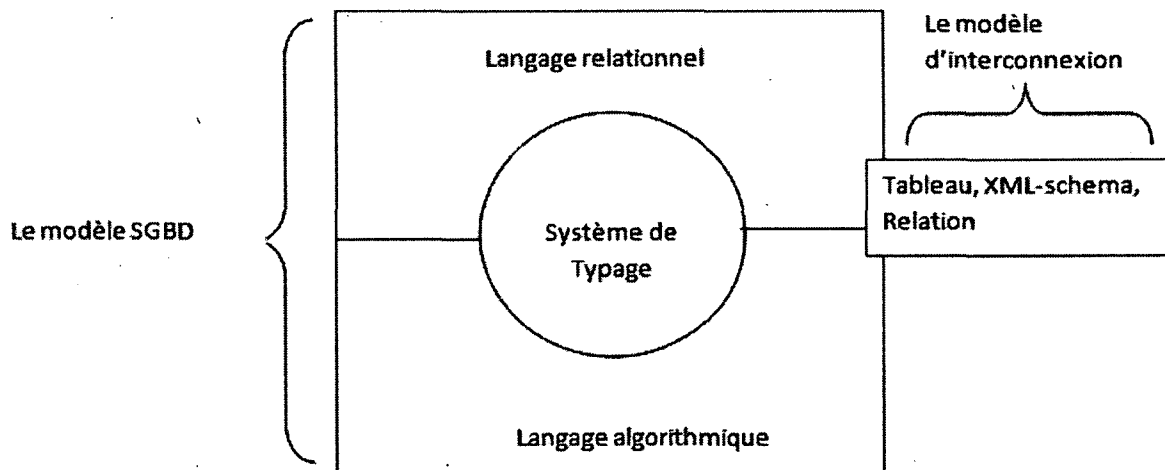 Le modèle
d'interconnexion
Langage relationnel
Tableau, XML-schema,
Relation
Le modèle SGBD
Système de
Typage
Langage algorithmique